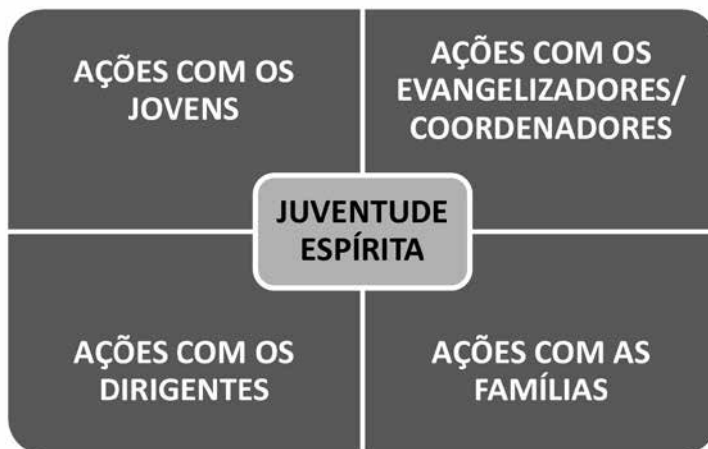 AÇÕES COM OS
JOVENS
AÇÕES COM OS
EVANGELIZADORES/
COORDENADORES
JUVENTUDE
ESPÍRITA
AÇÕES COM OS
DIRIGENTES
AÇÕES COM AS
FAMÍLIAS